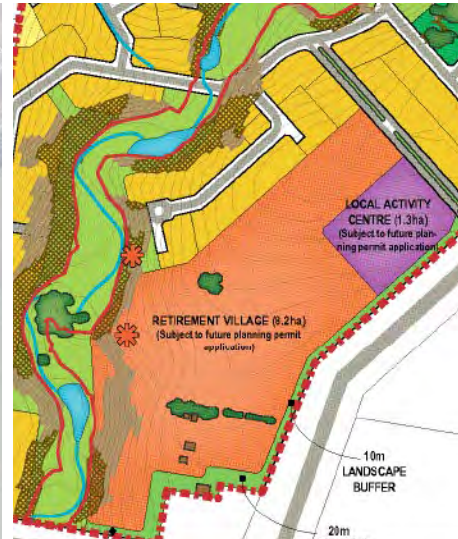 LOCAL ACTIVITY
CENTRE (1.3ha)
(Subject to future plan-
ning permit application)
RETIREMENT VILLAGE (8.2ha)
(Subject to future planning permit
application)
10m
LANDSCAPE
BUFFER
20m